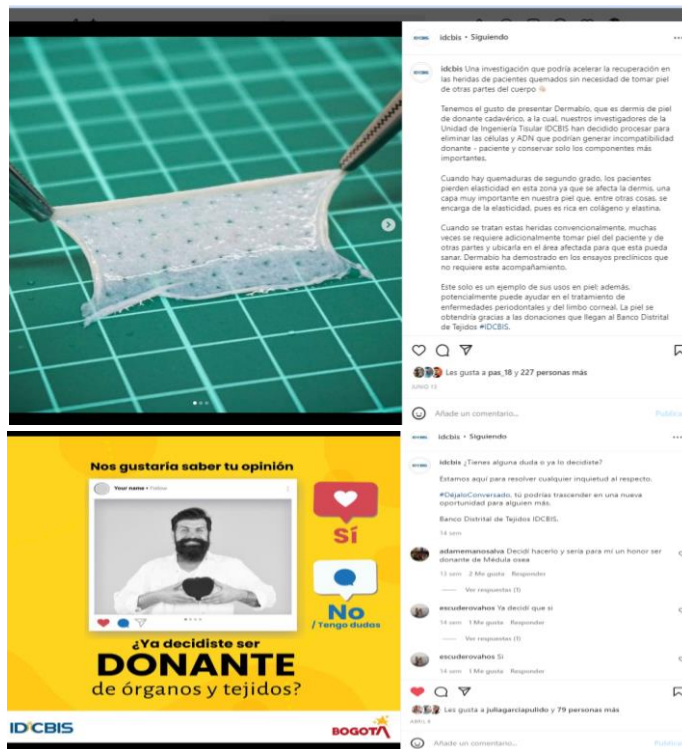 idcbis • Siguiendo
idcbis Una investigación que podría acelerar la recuperación en
las heridas de pacientes quemados sin necesidad de tomar piel
de otras partes del cuerpo
Tenemos el gusto de presentar Dermabío, que es dermis de piel
de donante cadavérico, a la cual, nuestros investigadores de la
Unidad de Ingeniería Tisular IDCBIS han decidido procesar para
eliminar las células y ADN que podrían generar incompatibilidad
donante - paciente y conservar solo los componentes más
importantes.
Cuando hay quemaduras de segundo grado, los pacientes
pierden elasticidad en esta zona ya que se afecta la dermis, una
capa muy importante en nuestra piel que, entre otras cosas, se
encarga de la elasticidad, pues es rica en colágeno y elastina.
Cuando se tratan estas heridas convencionalmente, muchas
veces se requiere adicionalmente tomar piel del paciente y de
otras partes y ubicarla en el área afectada para que esta pueda
sanar. Dermabío ha demostrado en los ensayos preclínicos que
no requiere este acompañamiento.
Este solo es un ejemplo de sus usos en piel; además,
potencialmente puede ayudar en el tratamiento de
enfermedades periodontales y del limbo corneal. La piel se
obtendría gracias a las donaciones que llegan al Banco Distrital
de Tejidos #IDCBIS.
Les gusta a pas_18 y 227 personas más
JUNIO 13
Añade un comentario...
Publicar
Nos gustaría saber tu opinión
Your name • Follow
Sí
No
/ Tengo dudas
¿Ya decidiste ser
DONANTE
de órganos y tejidos?
IDCBIS
BOGOTÁ
idcbis • Siguiendo
idcbis ¿Tienes alguna duda o ya lo decidiste?
Estamos aquí para resolver cualquier inquietud al respecto.
#DéjaloConversado, tú podrías trascender en una nueva
oportunidad para alguien más.
Banco Distrital de Tejidos IDCBIS.
14 sem
adamemanosalva Decidí hacerlo y sería para mi un honor ser
donante de Médula osea
13 sem 2 Me gusta Responder
Ver respuestas (1)
escuderovahos Ya decidí que si
14 sem 1 Me gusta Responder
Ver respuestas (1)
escuderovahos Si
14 sem 1 Me gusta Responder
Les gusta a juliagarciapulido y 79 personas más
ABRIL 8
Añade un comentario...
Publicar